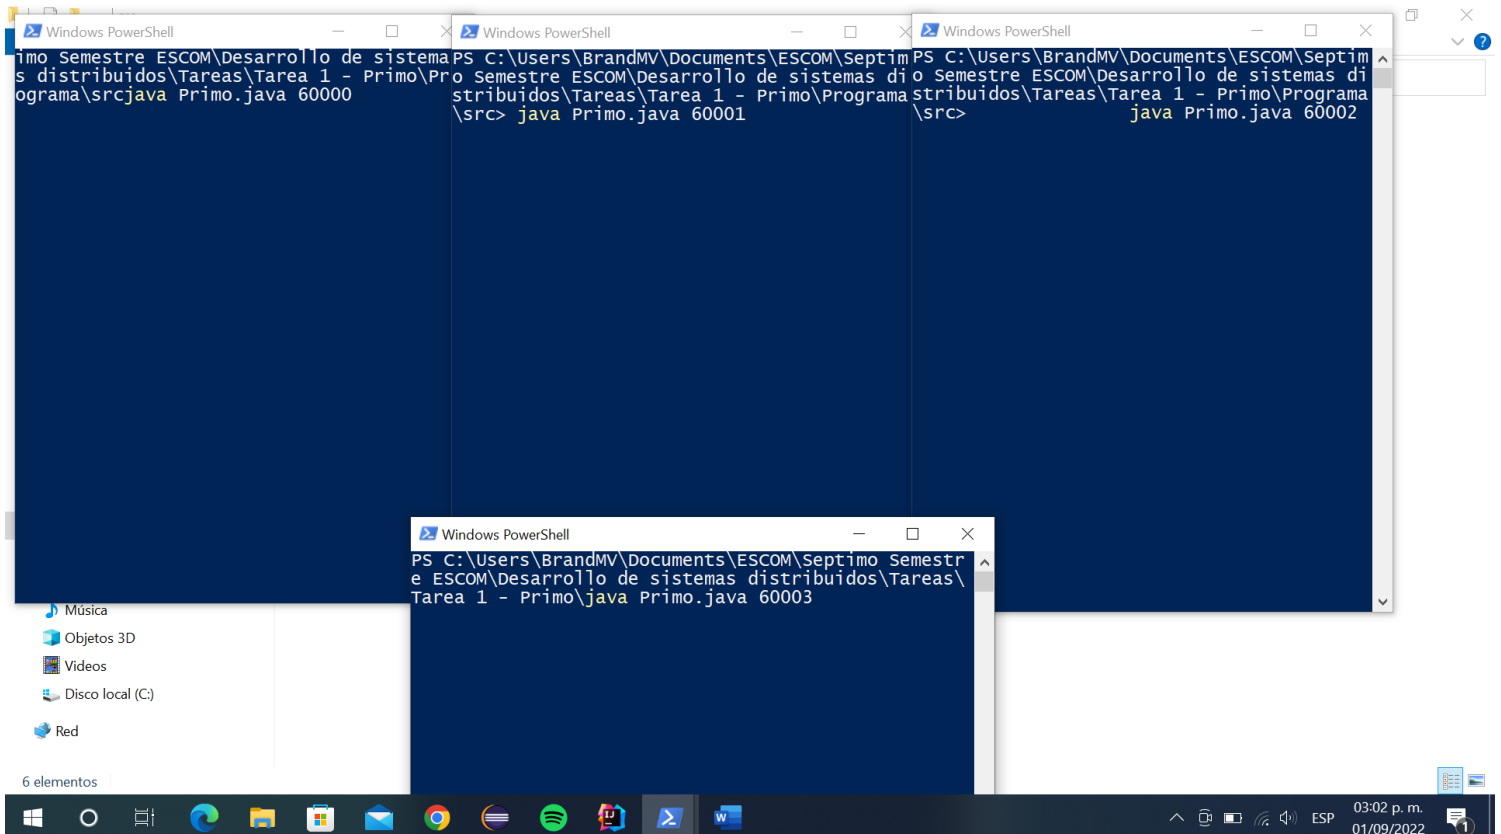 Windows PowerShell
imo Semestre ESCOM\Desarrollo de sistema
s distribuidos\Tareas\Tarea 1 - Primo\Pr
ograma\srcjava Primo.java 60000
Windows PowerShell
PS C:\Users\BrandMV\Documents\ESCOM\Septim
o Semestre ESCOM\Desarrollo de sistemas di
stribuidos\Tareas\Tarea 1 - Primo\Programa
\src> java Primo.java 60001
Windows PowerShell
PS C:\Users\BrandMV\Documents\ESCOM\Septim
o Semestre ESCOM\Desarrollo de sistemas di
stribuidos\Tareas\Tarea 1 - Primo\Programa
\src> java Primo.java 60002
Windows PowerShell
PS C:\Users\BrandMV\Documents\ESCOM\Septimo Semestr
e ESCOM\Desarrollo de sistemas distribuidos\Tareas\
Tarea 1 - Primo\java Primo.java 60003
Música
Objetos 3D
Videos
Disco local (C:)
Red
6 elementos
ESP
03:02 p. m.
01/09/2022